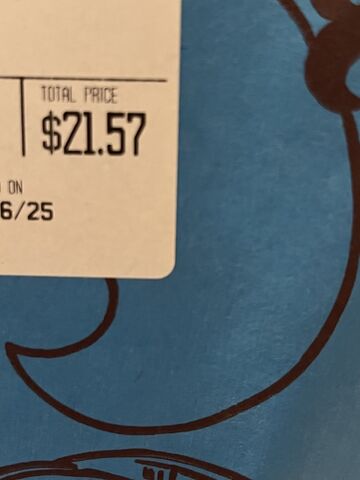 TOTAL PRICE
$21.57
ON
6/25